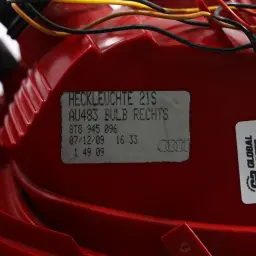 HECKLEUCHTE 21S
AU483 BULB RECHTS
8T8 945 096
07/12/09 16 33
1 49 09
GLOBAL